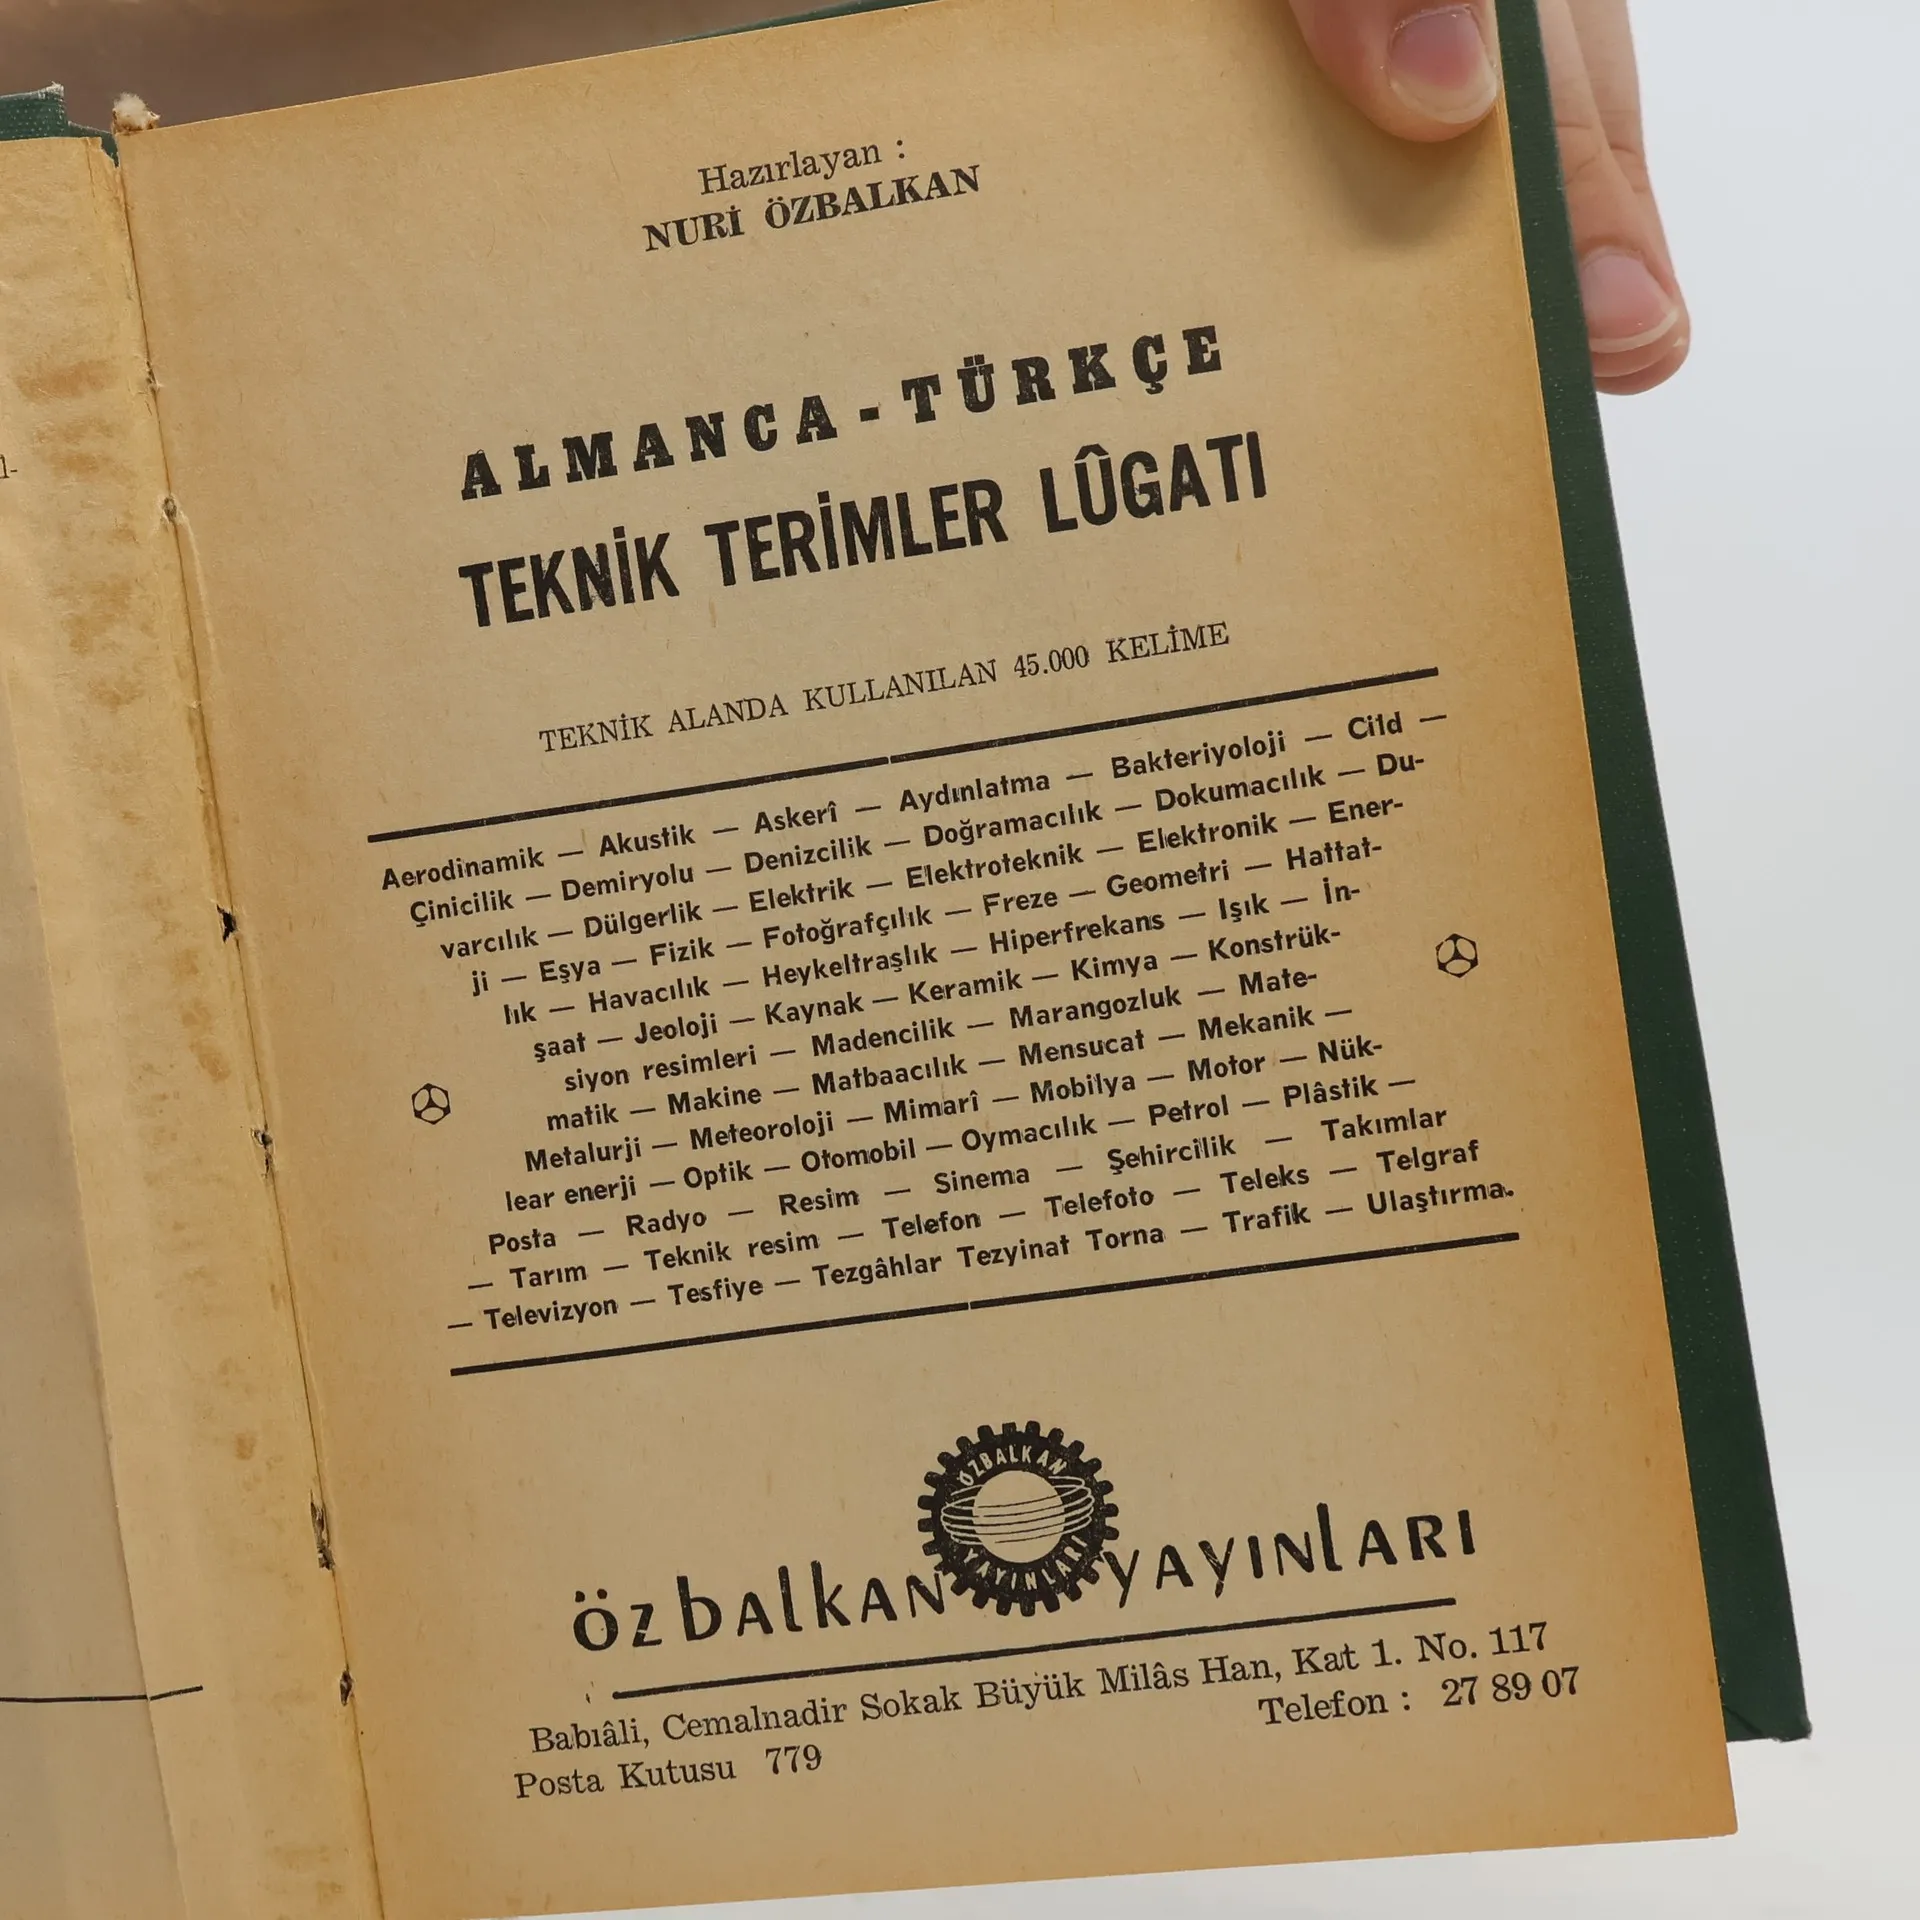 l-
Hazırlayan :
NURİ ÖZBALKAN
ALMANCA - TÜRKÇE
TEKNİK TERİMLER LÛGATI
TEKNİK ALANDA KULLANILAN 45.000 KELİME
Aerodinamik — Akustik — Askerî — Aydınlatma — Bakteriyoloji — Cild —
Çinicilik — Demiryolu — Denizcilik — Doğramacılık — Dokumacılık — Du-
varcılık — Dülgerlik — Elektrik — Elektroteknik — Elektronik — Ener-
ji — Eşya — Fizik — Fotoğrafçılık — Freze — Geometri — Hattat-
lık — Havacılık — Heykeltraşlık — Hiperfrekans — Işık — İn-
şaat — Jeoloji — Kaynak — Keramik — Kimya — Konstrük-
siyon resimleri — Madencilik — Marangozluk — Mate-
matik — Makine — Matbaacılık — Mensucat — Mekanik —
Metalurji — Meteoroloji — Mimarî — Mobilya — Motor — Nük-
lear enerji — Optik — Otomobil — Oymacılık — Petrol — Plâstik —
Posta — Radyo — Resim — Sinema — Şehircilik — Takımlar
— Tarım — Teknik resim — Telefon — Telefoto — Teleks — Telgraf
— Televizyon — Tesfiye — Tezgâhlar Tezyinat Torna — Trafik — Ulaştırma.
ÖZBALKAN
YAYINLARI
özbAlkAN YAYINlARI
Babıâli, Cemalnadir Sokak Büyük Milâs Han, Kat 1. No. 117
Posta Kutusu 779 Telefon : 27 89 07